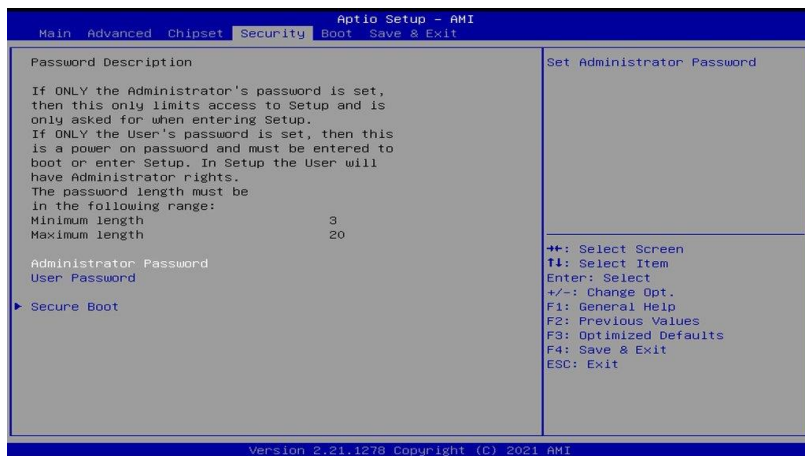 Aptio Setup – AMI
Main Advanced Chipset Security Boot Save & Exit
Password Description
If ONLY the Administrator's password is set,
then this only limits access to Setup and is
only asked for when entering Setup.
If ONLY the User's password is set, then this
is a power on password and must be entered to
boot or enter Setup. In Setup the User will
have Administrator rights.
The password length must be
in the following range:
Minimum length 3
Maximum length 20
Administrator Password
User Password
▶ Secure Boot
Set Administrator Password
→←: Select Screen
↑↓: Select Item
Enter: Select
+/-: Change Opt.
F1: General Help
F2: Previous Values
F3: Optimized Defaults
F4: Save & Exit
ESC: Exit
Version 2.21.1278 Copyright (C) 2021 AMI